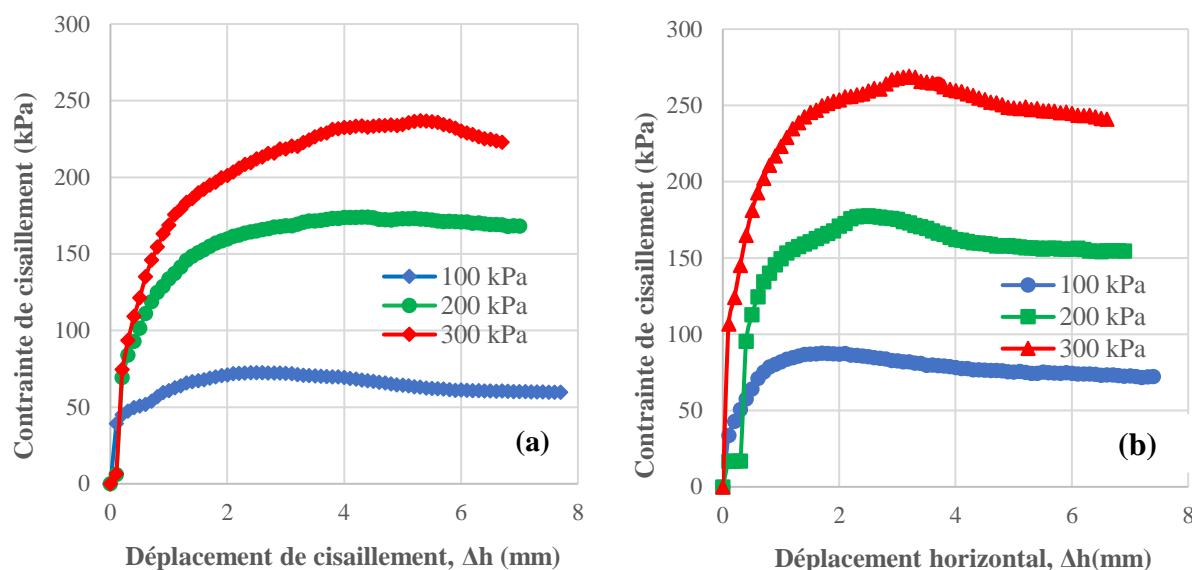 300
250
200
150
100
50
0
0 2 4 6 8
Contrainte de cisaillement (kPa)
Déplacement de cisaillement, Δh (mm)
100 kPa
200 kPa
300 kPa
(a)
300
250
200
150
100
50
0
0 2 4 6 8
Contrainte de cisaillement (kPa)
Déplacement horizontal, Δh(mm)
100 kPa
200 kPa
300 kPa
(b)